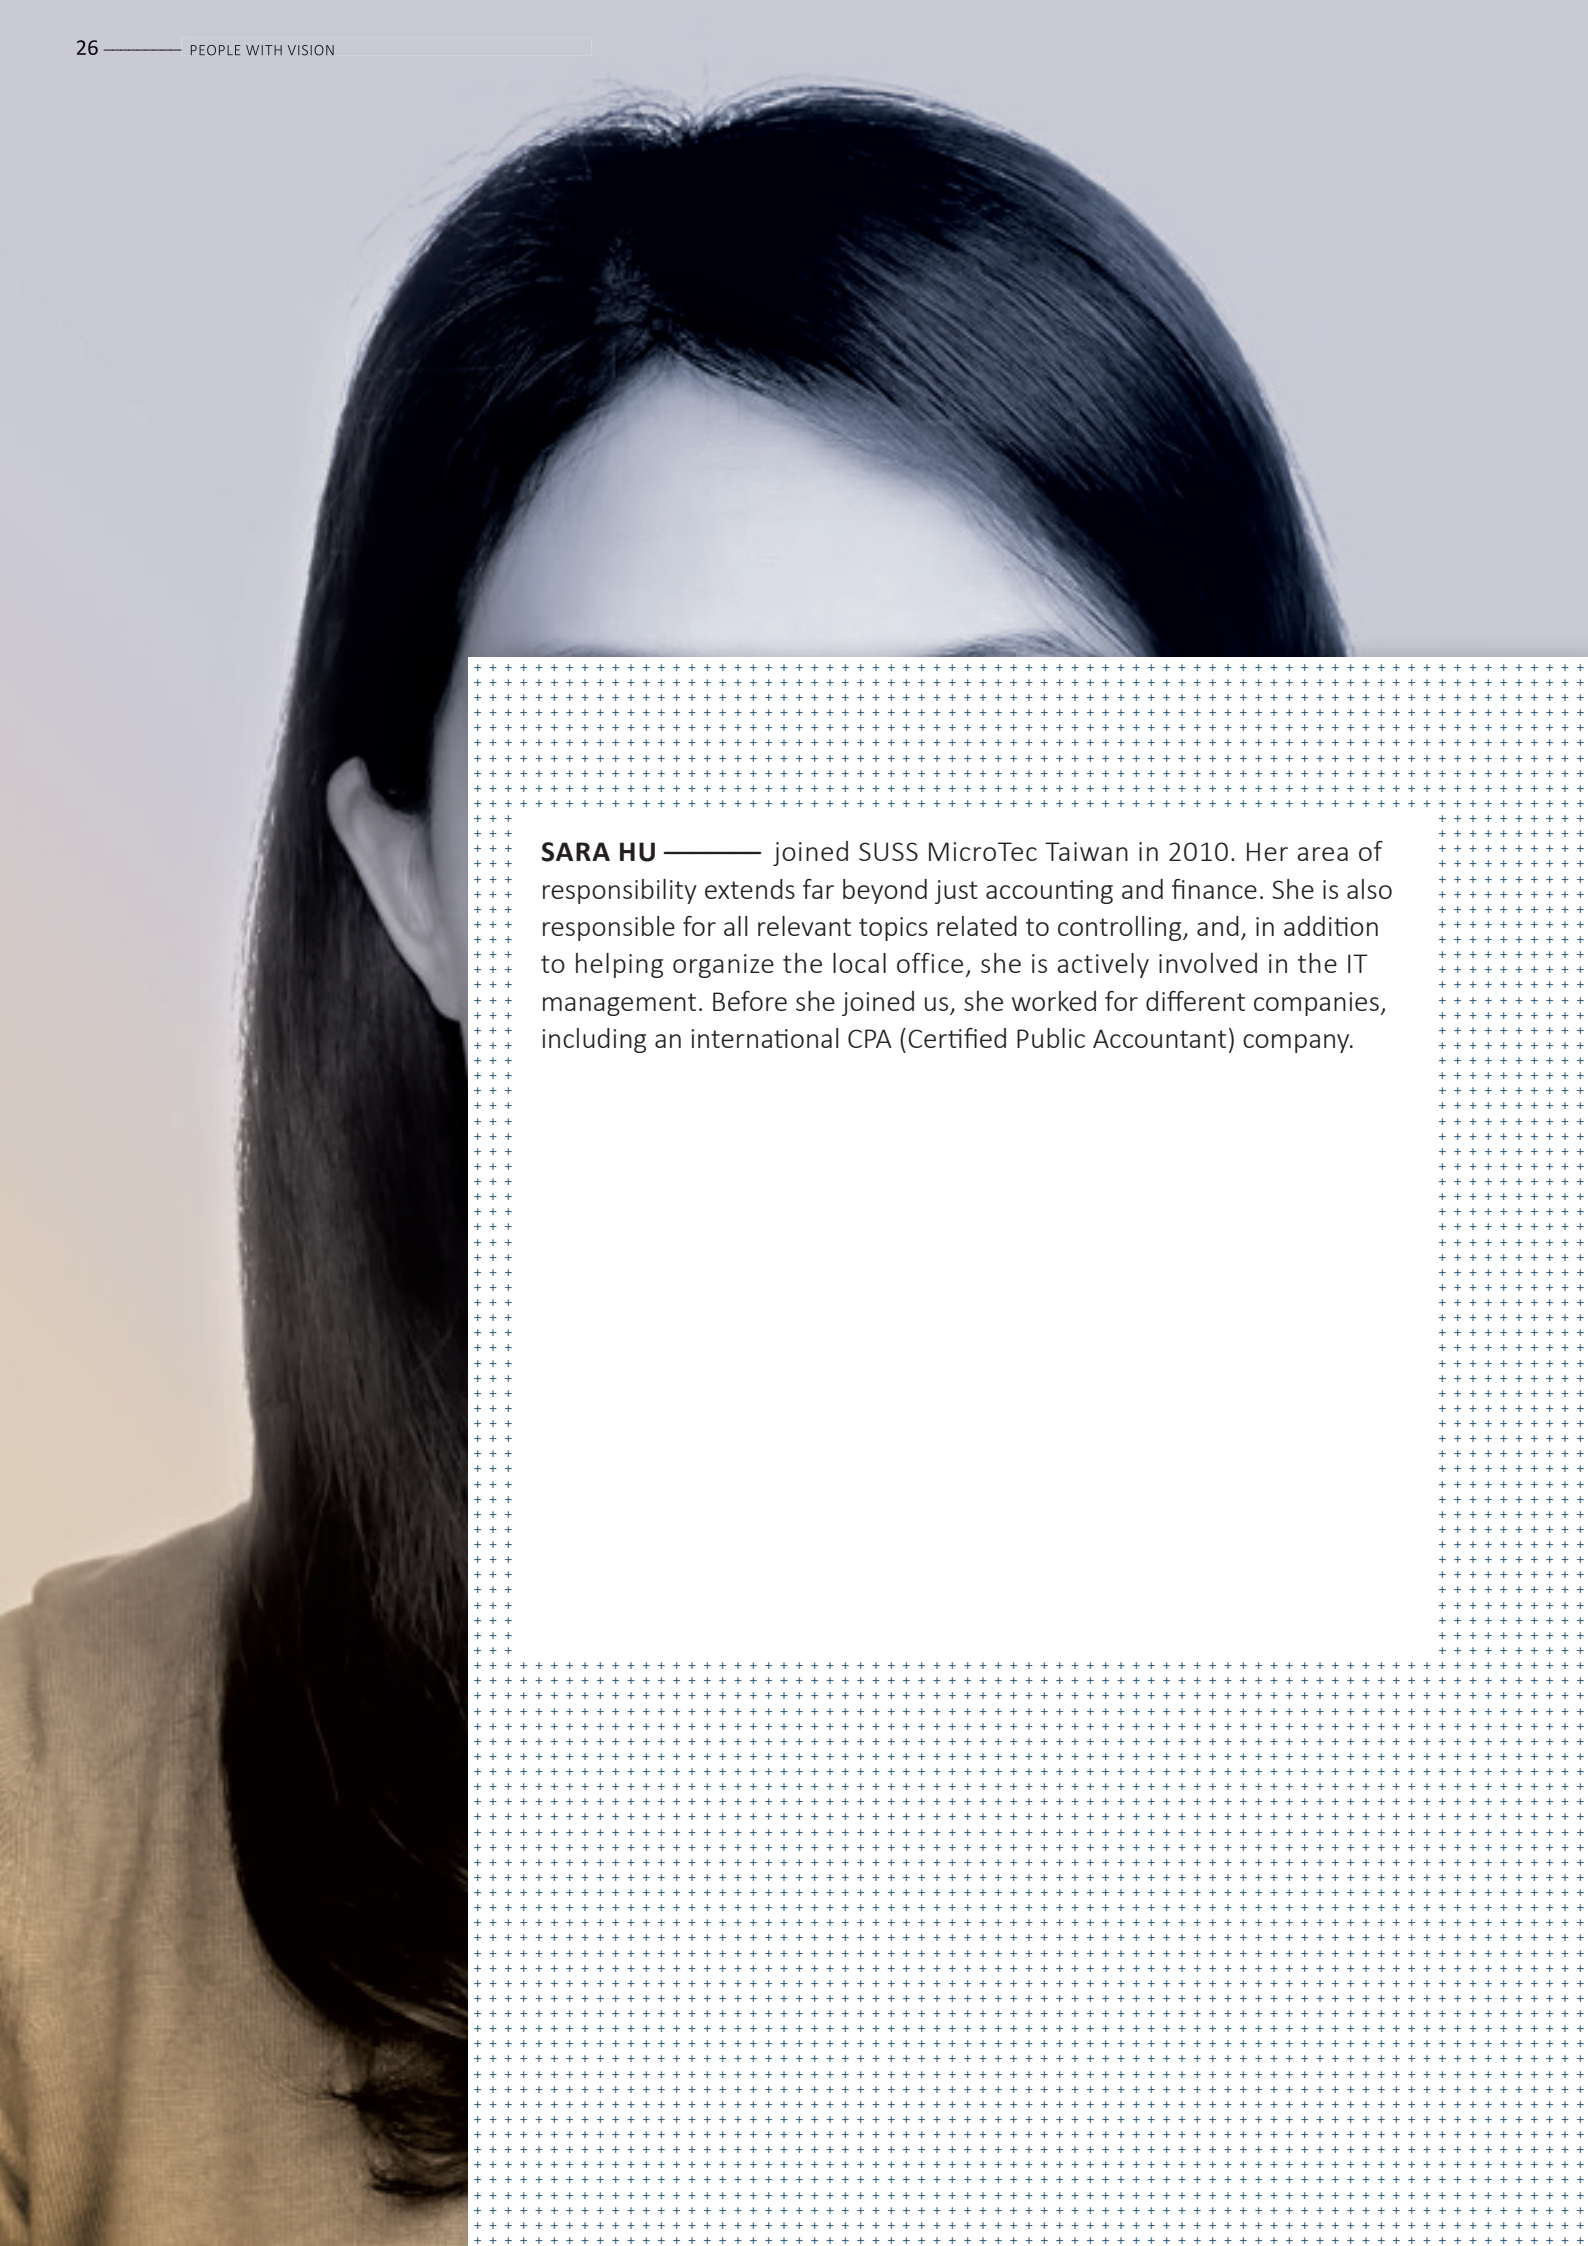 26 PEOPLE WITH VISION
SARA HU joined SUSS MicroTec Taiwan in 2010. Her area of
responsibility extends far beyond just accounting and finance. She is also
responsible for all relevant topics related to controlling, and, in addition
to helping organize the local office, she is actively involved in the IT
management. Before she joined us, she worked for different companies,
including an international CPA (Certified Public Accountant) company.